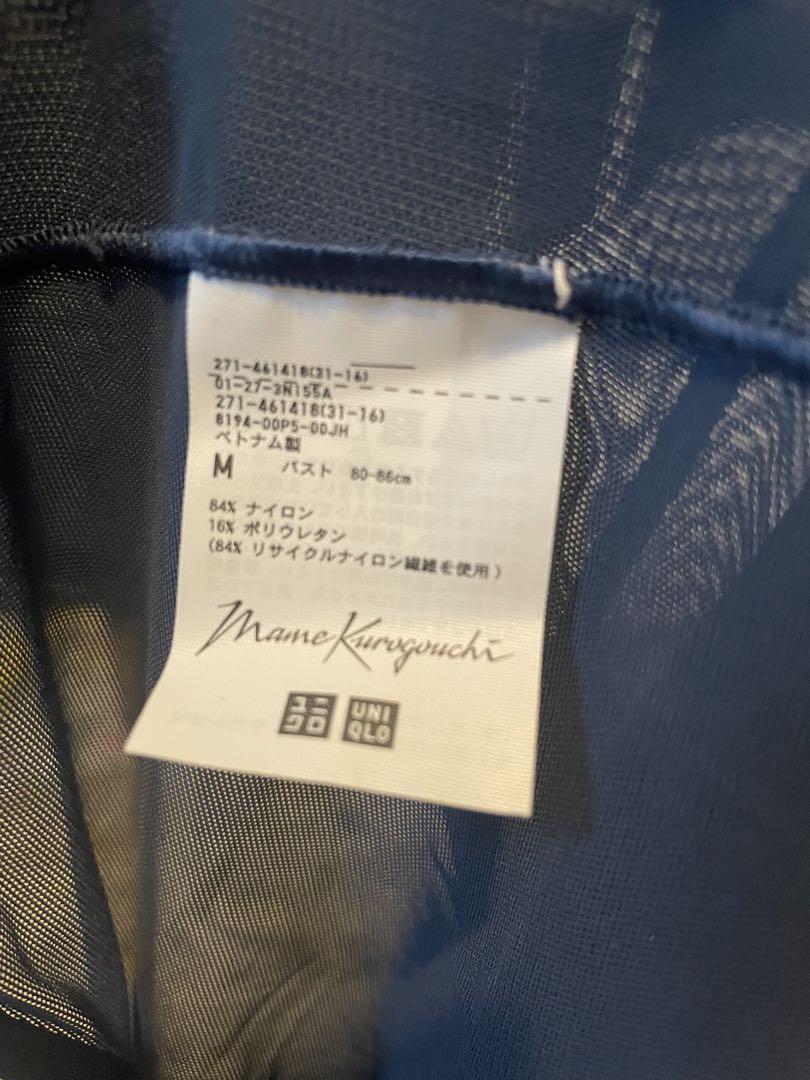 271-461418(31-16)
01-27-3N155A
271-461418(31-16)
8194-00P5-00JH
ベトナム製
M バスト 80-86cm
84% ナイロン
16% ポリウレタン
(84% リサイクルナイロン繊維を使用)
Mame Kurogouchi
ユニ UNI
クロ QLO